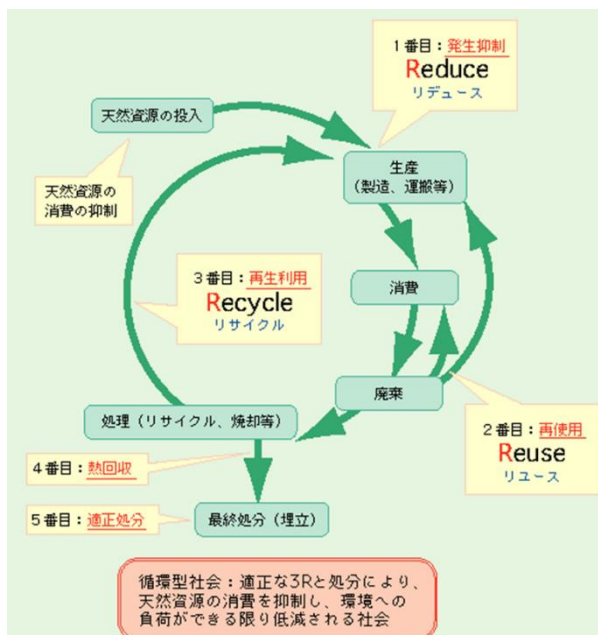 1番目：発生抑制
Reduce
リデュース
天然資源の投入
天然資源の
消費の抑制
生産
（製造、運搬等）
3番目：再生利用
Recycle
リサイクル
消費
廃棄
処理（リサイクル、焼却等）
2番目：再使用
Reuse
リユース
4番目：熱回収
5番目：適正処分
最終処分（埋立）
循環型社会：適正な3Rと処分により、
天然資源の消費を抑制し、環境への
負荷ができる限り低減される社会